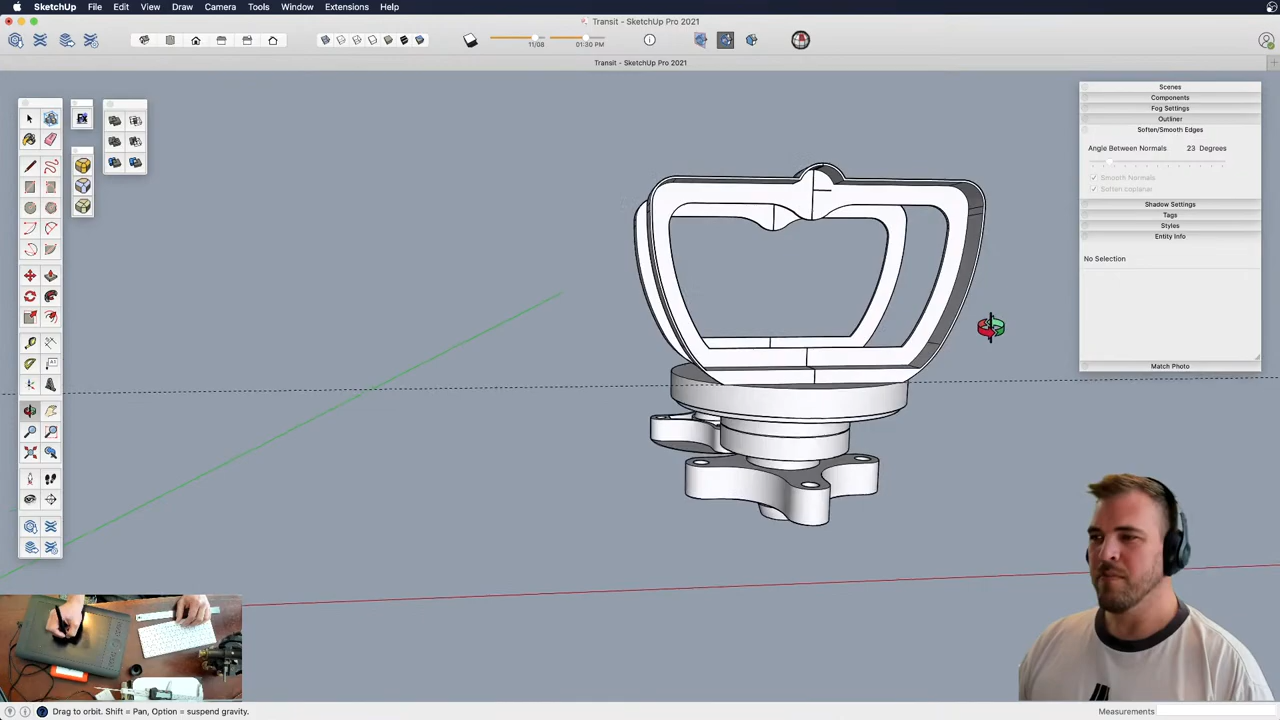 SketchUp File Edit View Draw Camera Tools Window Extensions Help
Transit - SketchUp Pro 2021
11/08 01:30 PM
Transit - SketchUp Pro 2021
Scenes
Components
Fog Settings
Outliner
Soften/Smooth Edges
Angle Between Normals 23 Degrees
Smooth Normals
Soften coplanar
Shadow Settings
Tags
Styles
Entity Info
No Selection
Match Photo
Drag to orbit. Shift = Pan, Option = suspend gravity.
Measurements